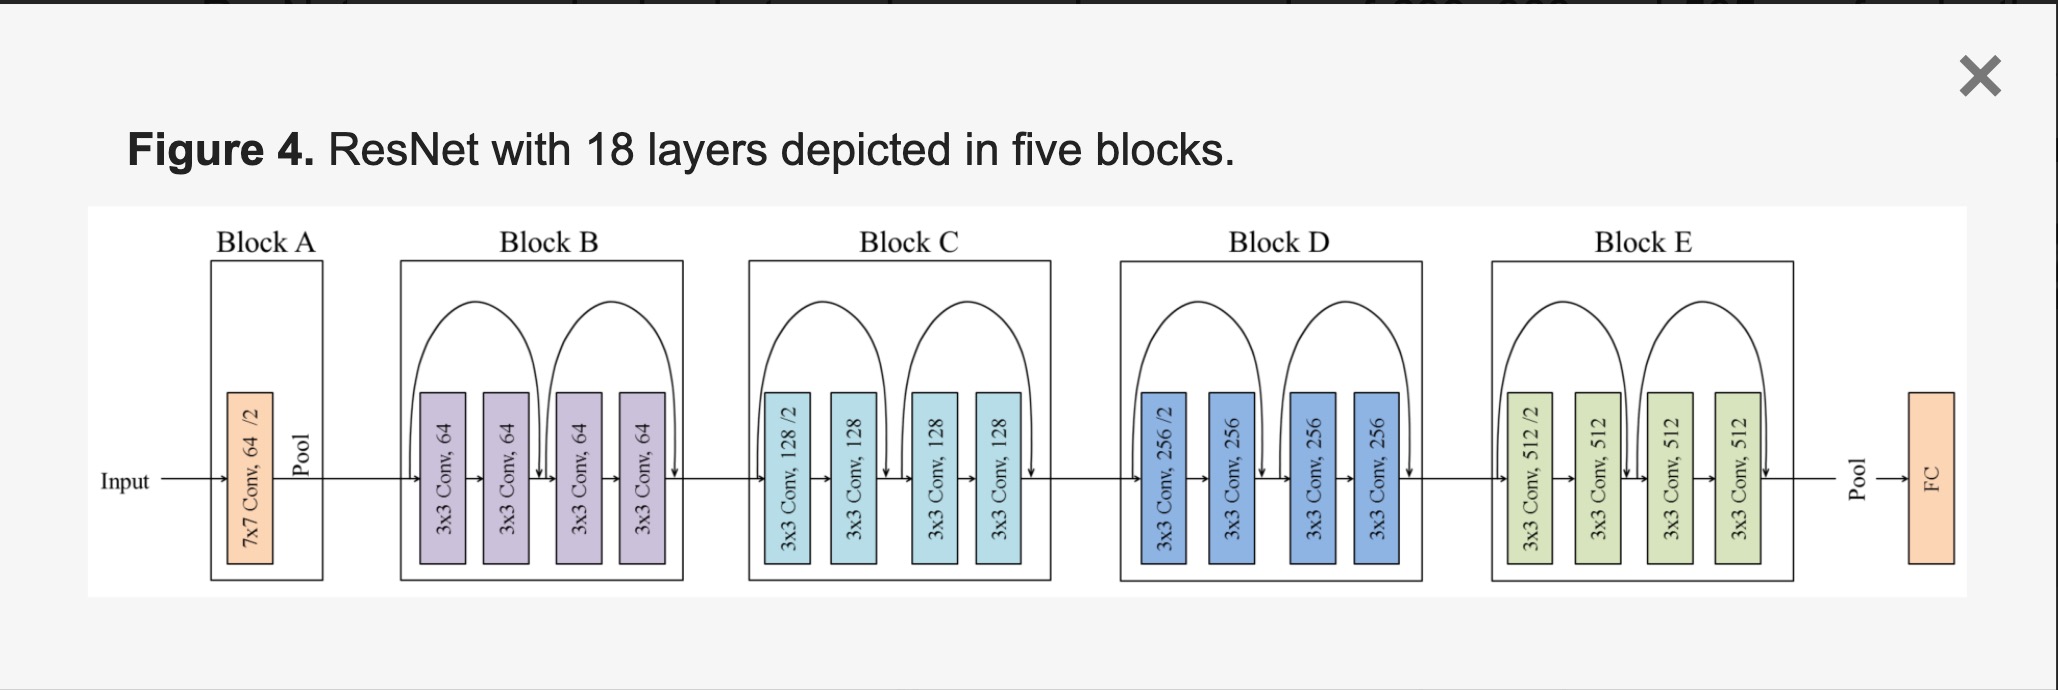 Figure 4. ResNet with 18 layers depicted in five blocks.
Block A
Block B
Block C
Block D
Block E
Input
7x7 Conv, 64 /2
Pool
3x3 Conv, 64
3x3 Conv, 64
3x3 Conv, 64
3x3 Conv, 64
3x3 Conv, 128 /2
3x3 Conv, 128
3x3 Conv, 128
3x3 Conv, 128
3x3 Conv, 256 /2
3x3 Conv, 256
3x3 Conv, 256
3x3 Conv, 256
3x3 Conv, 512 /2
3x3 Conv, 512
3x3 Conv, 512
3x3 Conv, 512
Pool
FC